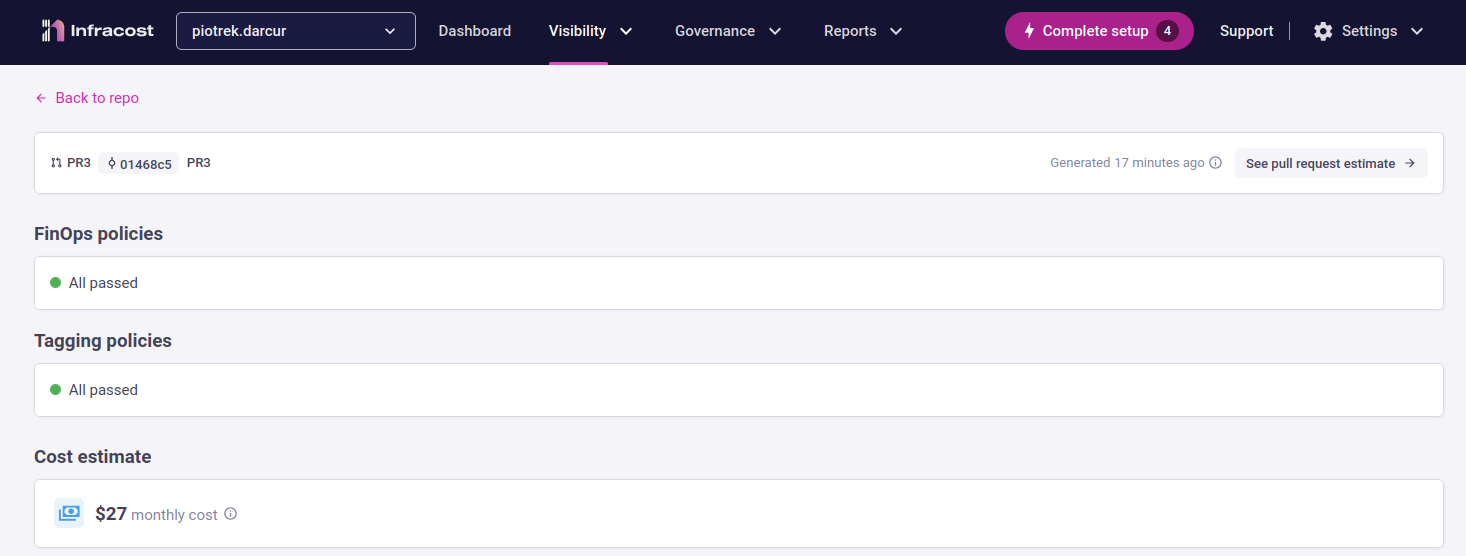 Infracost piotrek.darcur Dashboard Visibility Governance Reports Complete setup 4 Support Settings
Back to repo
PR3 01468c5 PR3 Generated 17 minutes ago See pull request estimate
FinOps policies
All passed
Tagging policies
All passed
Cost estimate
$27 monthly cost